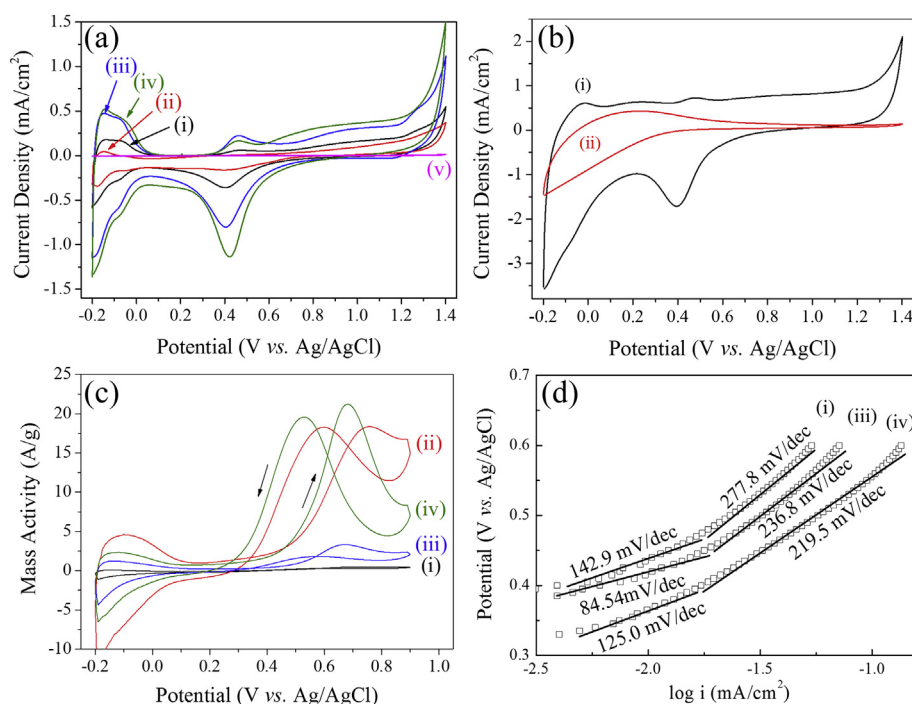 (a)
Current Density (mA/cm²)
1.5
1.0
0.5
0.0
-0.5
-1.0
-1.5
(iii)
(iv)
(ii)
(i)
(v)
-0.2 0.0 0.2 0.4 0.6 0.8 1.0 1.2 1.4
Potential (V vs. Ag/AgCl)
(b)
Current Density (mA/cm²)
2
1
0
-1
-2
-3
(i)
(ii)
-0.2 0.0 0.2 0.4 0.6 0.8 1.0 1.2 1.4
Potential (V vs. Ag/AgCl)
(c)
Mass Activity (A/g)
25
20
15
10
5
0
-5
-10
(ii)
(iv)
(iii)
(i)
-0.2 0.0 0.2 0.4 0.6 0.8 1.0
Potential (V vs. Ag/AgCl)
(d)
Potential (V vs. Ag/AgCl)
0.7
0.6
0.5
0.4
0.3
(i) (iii) (iv)
277.8 mV/dec
236.8 mV/dec
219.5 mV/dec
142.9 mV/dec
84.54mV/dec
125.0 mV/dec
-2.5 -2.0 -1.5 -1.0
log i (mA/cm²)